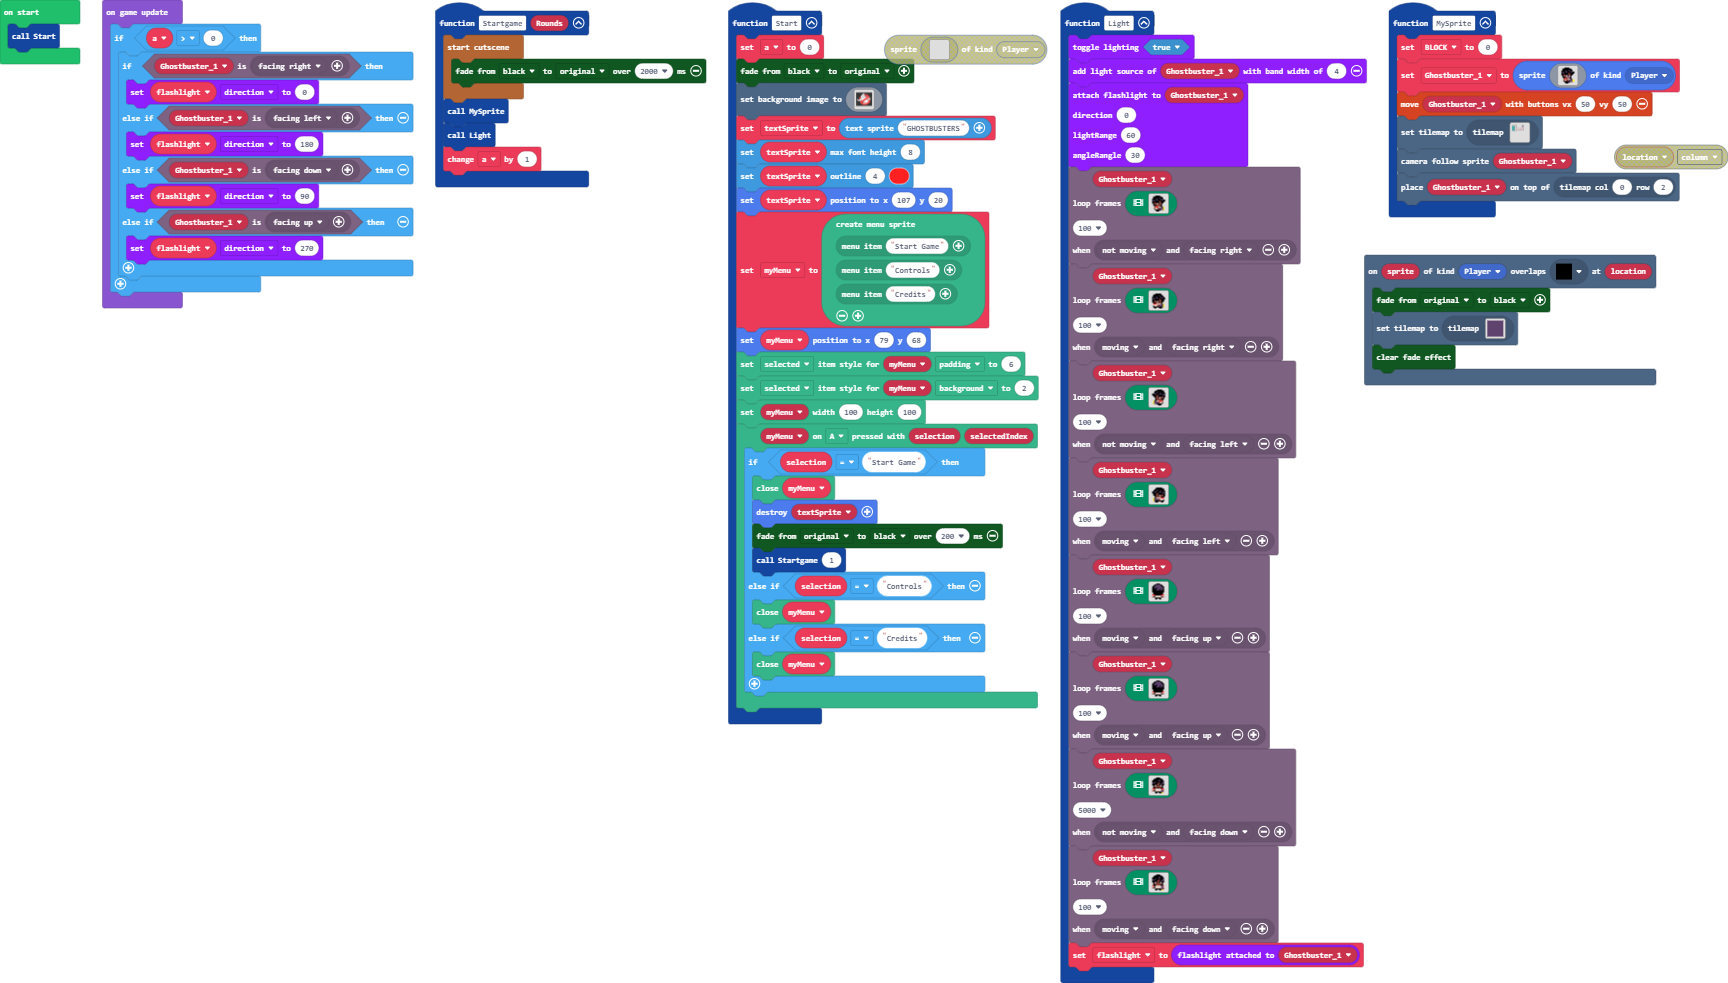 on start
call Start
on game update
if a > 0 then
if Ghostbuster_1 is facing right then
set flashlight direction to 0
else if Ghostbuster_1 is facing left then
set flashlight direction to 180
else if Ghostbuster_1 is facing down then
set flashlight direction to 90
else if Ghostbuster_1 is facing up then
set flashlight direction to 270
function Startgame Rounds
start cutscene
fade from black to original over 2000 ms
call MySprite
call Light
change a by 1
function Start
set a to 0
sprite of kind Player
fade from black to original
set background image to
set textSprite to text sprite "GHOSTBUSTERS"
set textSprite max font height 8
set textSprite outline 4
set textSprite position to x 107 y 20
set myMenu to
create menu sprite
menu item "Start Game"
menu item "Controls"
menu item "Credits"
set myMenu position to x 79 y 68
set selected item style for myMenu padding to 6
set selected item style for myMenu background to 2
set myMenu width 100 height 100
myMenu on A pressed with selection selectedIndex
if selection = "Start Game" then
close myMenu
destroy textSprite
fade from original to black over 200 ms
call Startgame 1
else if selection = "Controls" then
close myMenu
else if selection = "Credits" then
close myMenu
function Light
toggle lighting true
add light source of Ghostbuster_1 with band width of 4
attach flashlight to Ghostbuster_1
direction 0
lightRange 60
angleRange 30
Ghostbuster_1
loop frames
100
when not moving and facing right
Ghostbuster_1
loop frames
100
when moving and facing right
Ghostbuster_1
loop frames
100
when not moving and facing left
Ghostbuster_1
loop frames
100
when moving and facing left
Ghostbuster_1
loop frames
100
when moving and facing up
Ghostbuster_1
loop frames
100
when moving and facing up
Ghostbuster_1
loop frames
5000
when not moving and facing down
Ghostbuster_1
loop frames
100
when moving and facing down
set flashlight to flashlight attached to Ghostbuster_1
function MySprite
set BLOCK to 0
set Ghostbuster_1 to sprite of kind Player
move Ghostbuster_1 with buttons vx 50 vy 50
set tilemap to tilemap
camera follow sprite Ghostbuster_1
location column
place Ghostbuster_1 on top of tilemap col 0 row 2
on sprite of kind Player overlaps at location
fade from original to black
set tilemap to tilemap
clear fade effect